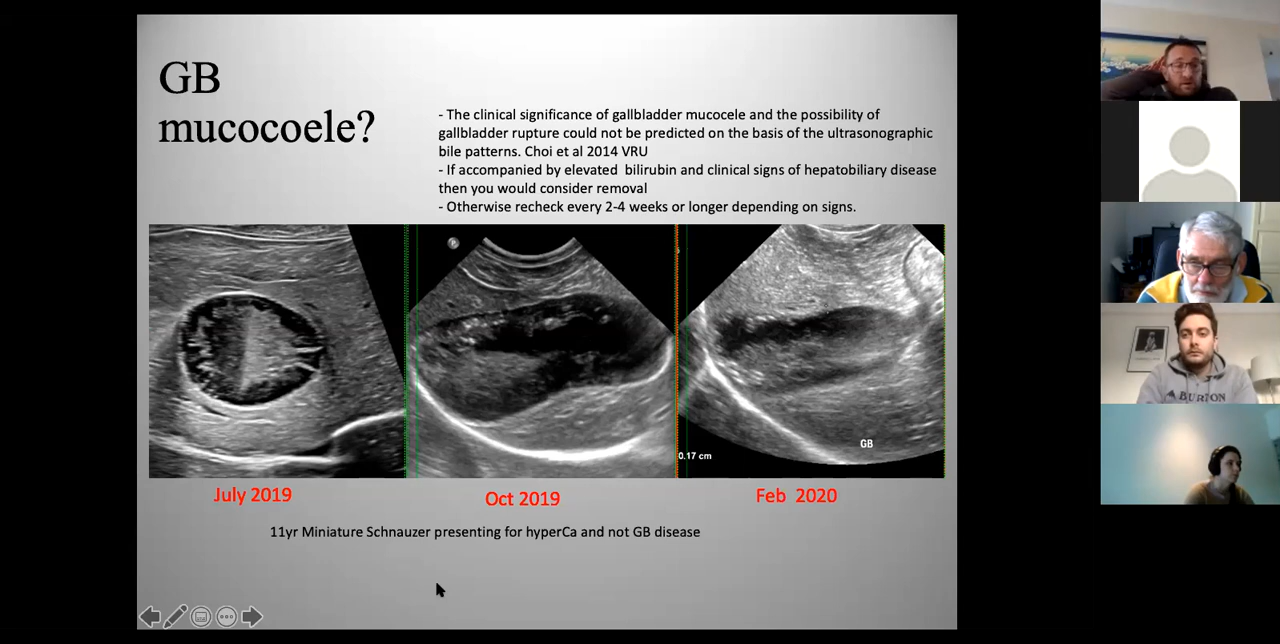 GB
mucocoele?
- The clinical significance of gallbladder mucocele and the possibility of
gallbladder rupture could not be predicted on the basis of the ultrasonographic
bile patterns. Choi et al 2014 VRU
- If accompanied by elevated  bilirubin and clinical signs of hepatobiliary disease
then you would consider removal
- Otherwise recheck every 2-4 weeks or longer depending on signs.
P
0.17 cm
GB
July 2019
Oct 2019
Feb  2020
11yr Miniature Schnauzer presenting for hyperCa and not GB disease
BURTON